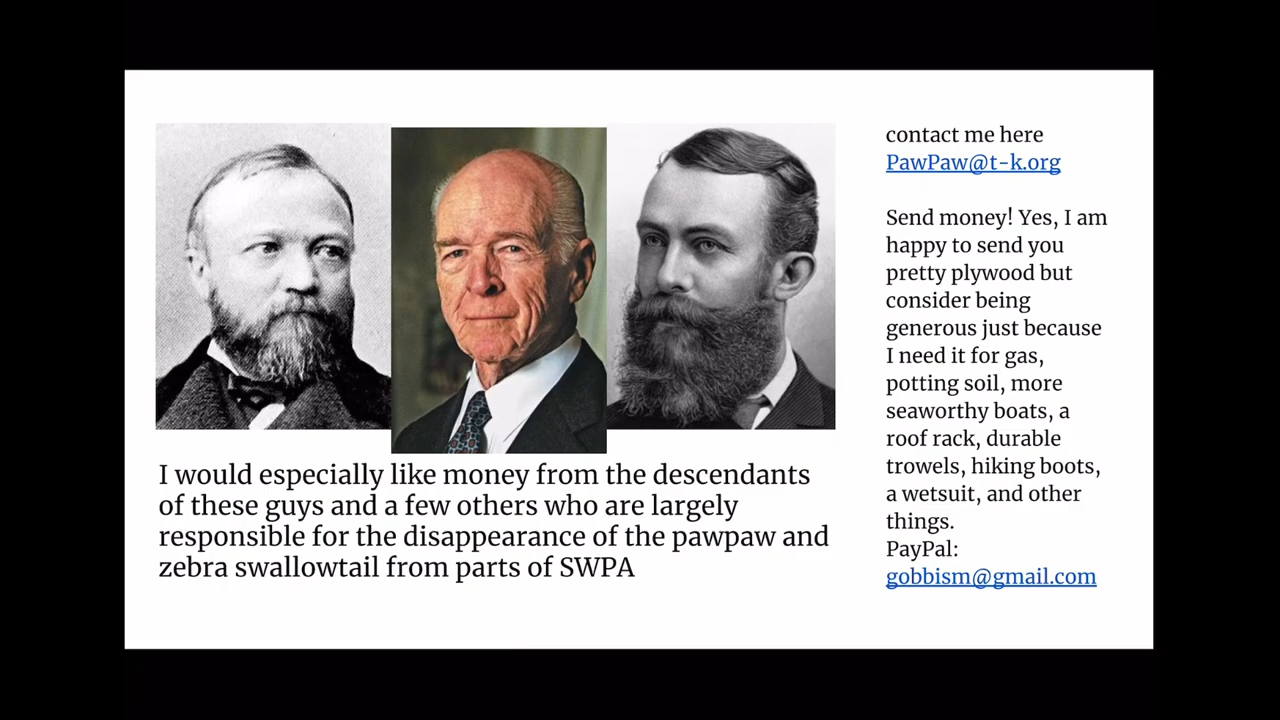 I would especially like money from the descendants
of these guys and a few others who are largely
responsible for the disappearance of the pawpaw and
zebra swallowtail from parts of SWPA
contact me here
PawPaw@t-k.org
Send money! Yes, I am
happy to send you
pretty plywood but
consider being
generous just because
I need it for gas,
potting soil, more
seaworthy boats, a
roof rack, durable
trowels, hiking boots,
a wetsuit, and other
things.
PayPal:
gobbism@gmail.com